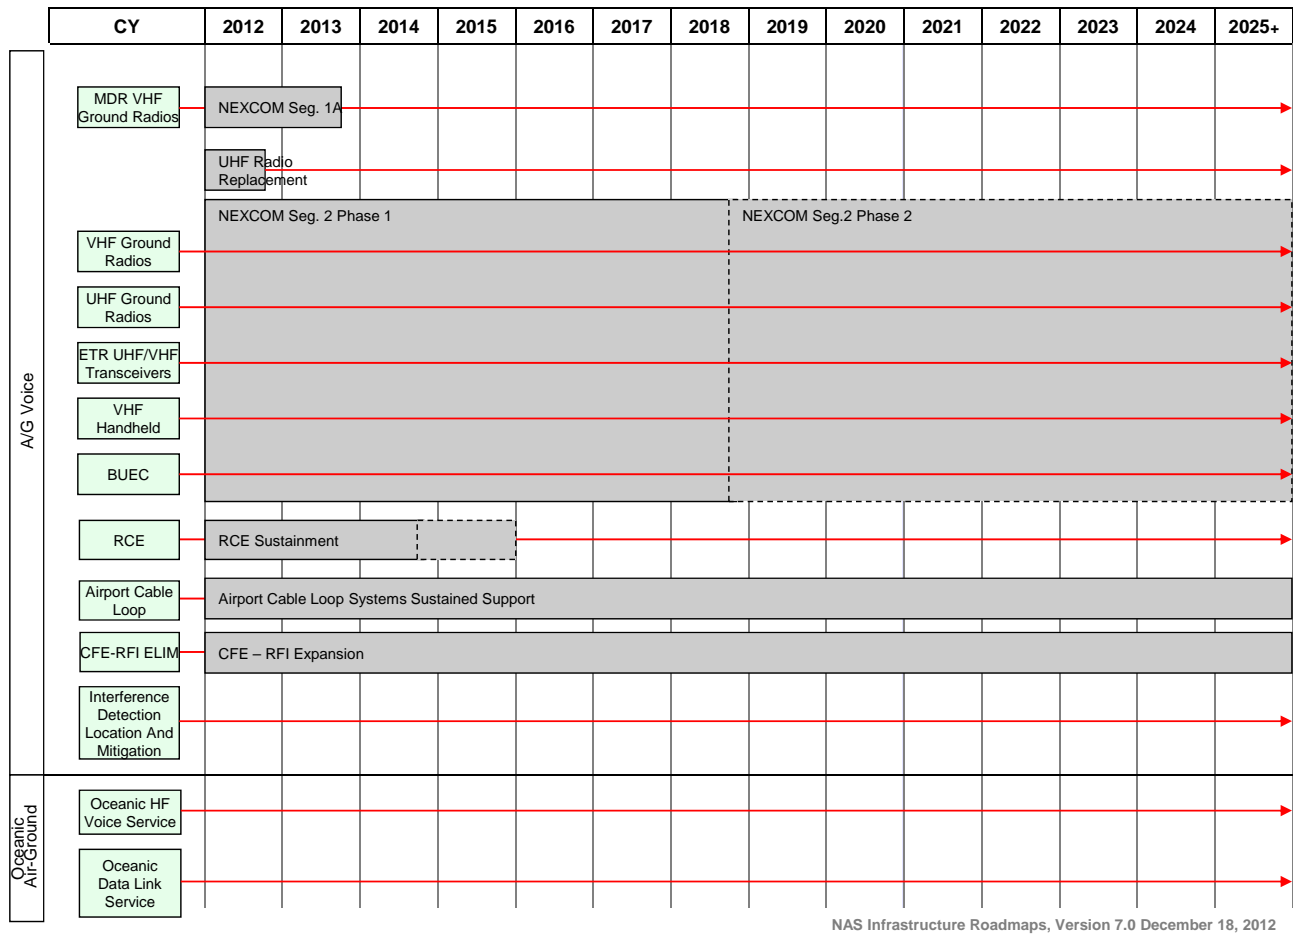 CY 2012 2013 2014 2015 2016 2017 2018 2019 2020 2021 2022 2023 2024 2025+
A/G Voice
MDR VHF
Ground Radios
NEXCOM Seg. 1A
UHF Radio
Replacement
NEXCOM Seg. 2 Phase 1
NEXCOM Seg.2 Phase 2
VHF Ground
Radios
UHF Ground
Radios
ETR UHF/VHF
Transceivers
VHF
Handheld
BUEC
RCE
RCE Sustainment
Airport Cable
Loop
Airport Cable Loop Systems Sustained Support
CFE-RFI ELIM
CFE – RFI Expansion
Interference
Detection
Location And
Mitigation
Oceanic
Air-Ground
Oceanic HF
Voice Service
Oceanic
Data Link
Service
NAS Infrastructure Roadmaps, Version 7.0 December 18, 2012